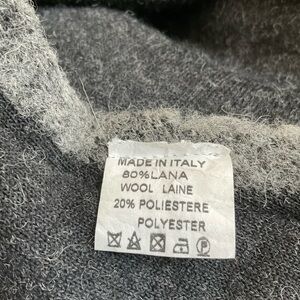 MADE IN ITALY
80%LANA
WOOL LAINE
20% POLIESTERE
POLYESTER